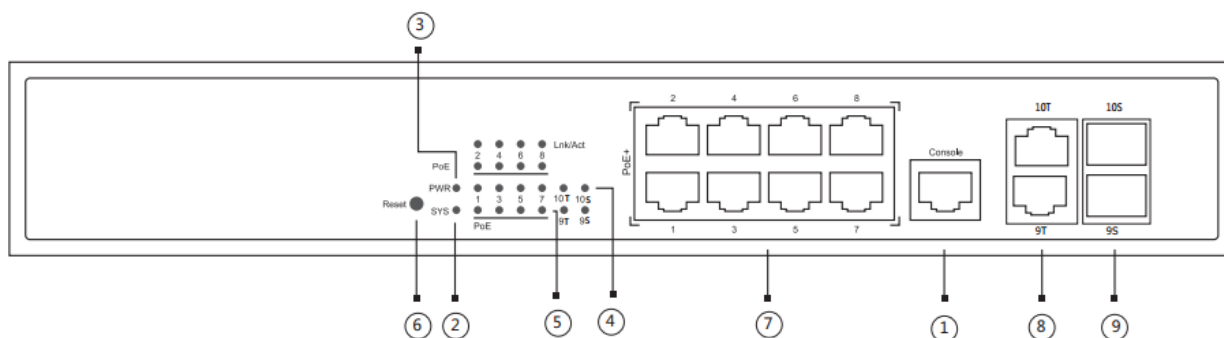 3
2 4 6 8 10T 10S
Lnk/Act
2 4 6 8
PoE
PoE+
Console
PWR
Reset
1 3 5 7 10T 10S
SYS
PoE
9T 9S
1 3 5 7 9T 9S
6 2 5 4 7 1 8 9